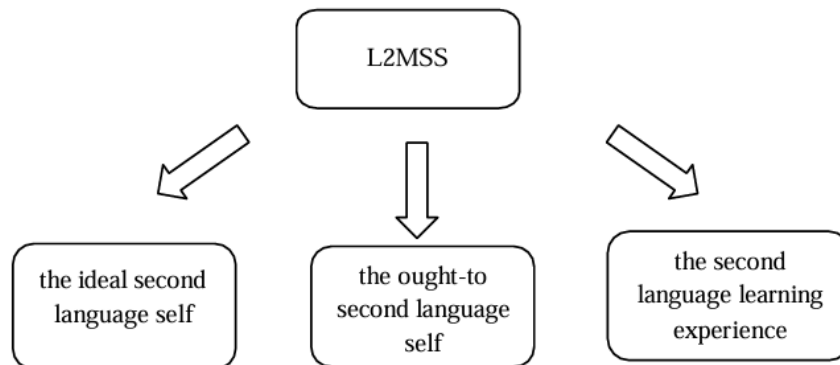 L2MSS
the ideal second
language self
the ought-to
second language
self
the second
language learning
experience